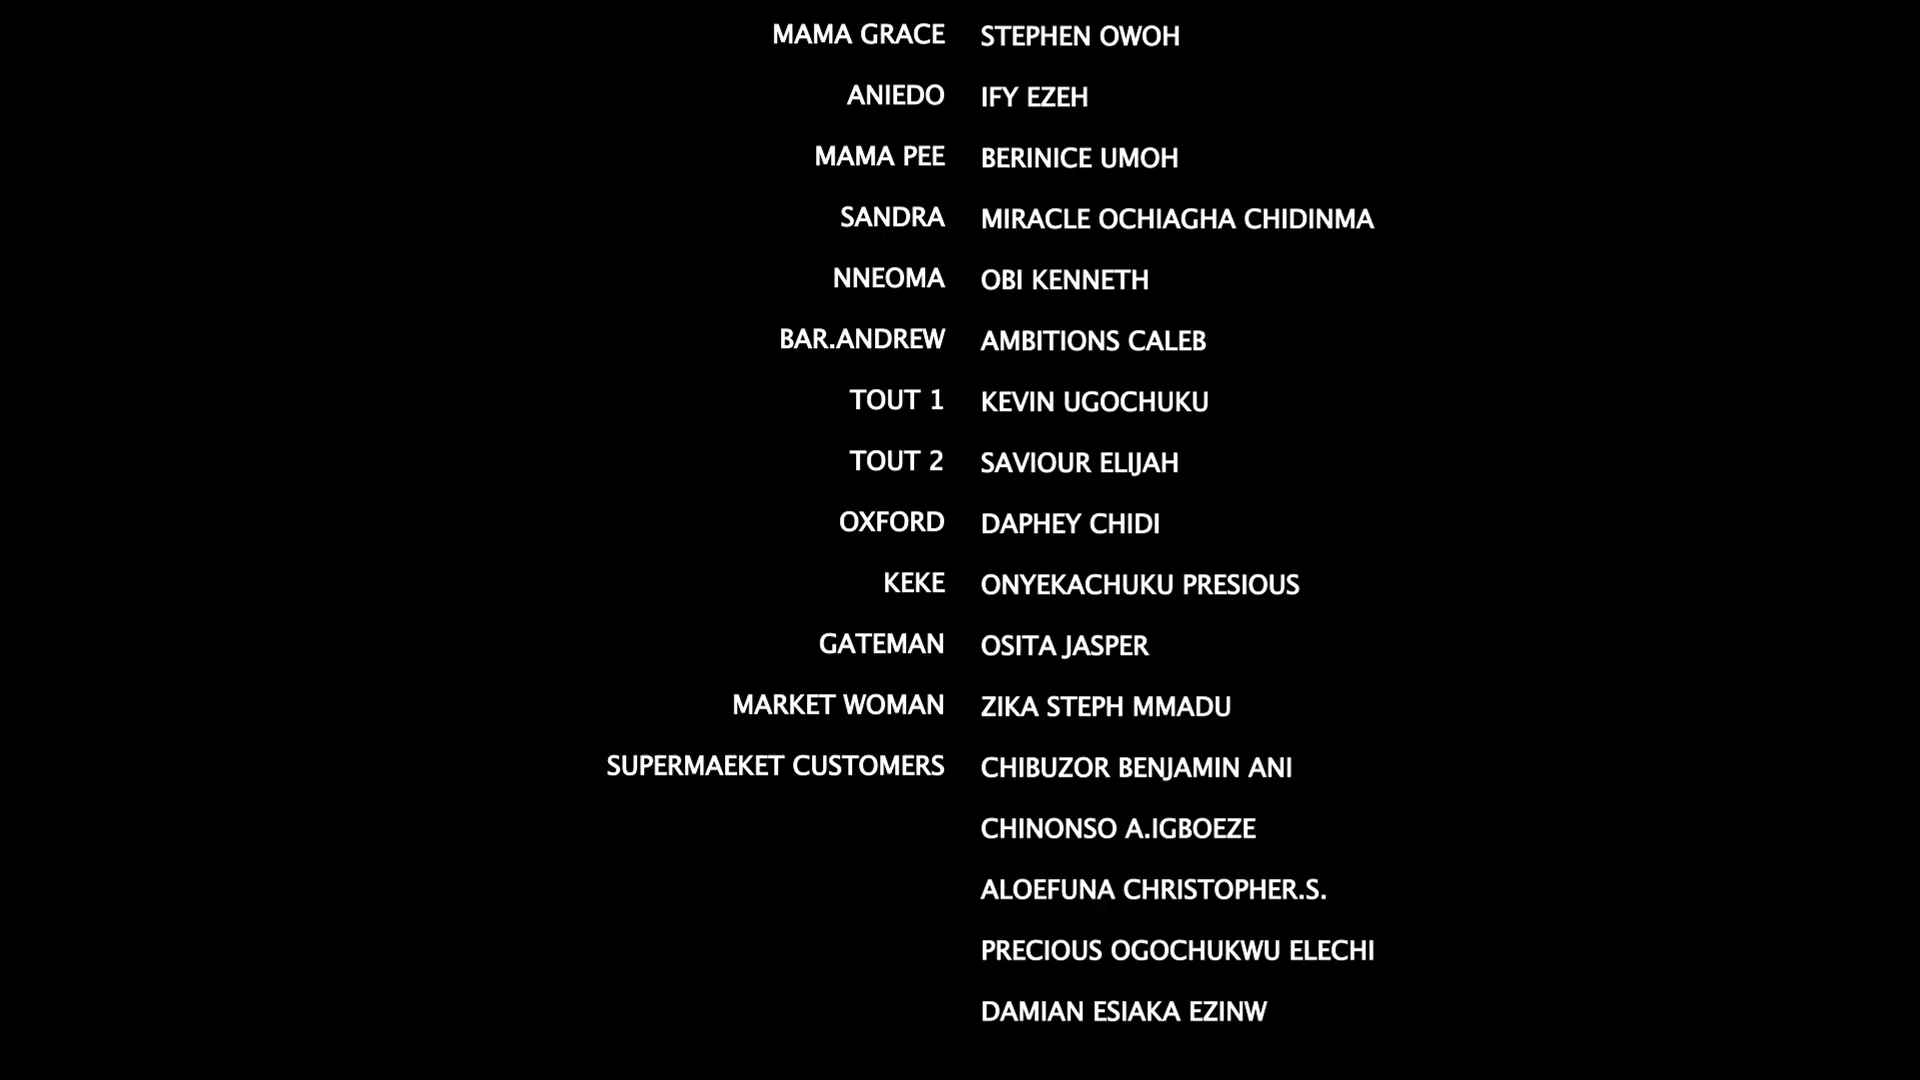 MAMA GRACE STEPHEN OWOH
ANIEDO IFY EZEH
MAMA PEE BERINICE UMOH
SANDRA MIRACLE OCHIAGHA CHIDINMA
NNEOMA OBI KENNETH
BAR.ANDREW AMBITIONS CALEB
TOUT 1 KEVIN UGOCHUKU
TOUT 2 SAVIOUR ELIJAH
OXFORD DAPHEY CHIDI
KEKE ONYEKACHUKU PRESIOUS
GATEMAN OSITA JASPER
MARKET WOMAN ZIKA STEPH MMADU
SUPERMAEKET CUSTOMERS CHIBUZOR BENJAMIN ANI
CHINONSO A.IGBOEZE
ALOEFUNA CHRISTOPHER.S.
PRECIOUS OGOCHUKWU ELECHI
DAMIAN ESIAKA EZINW